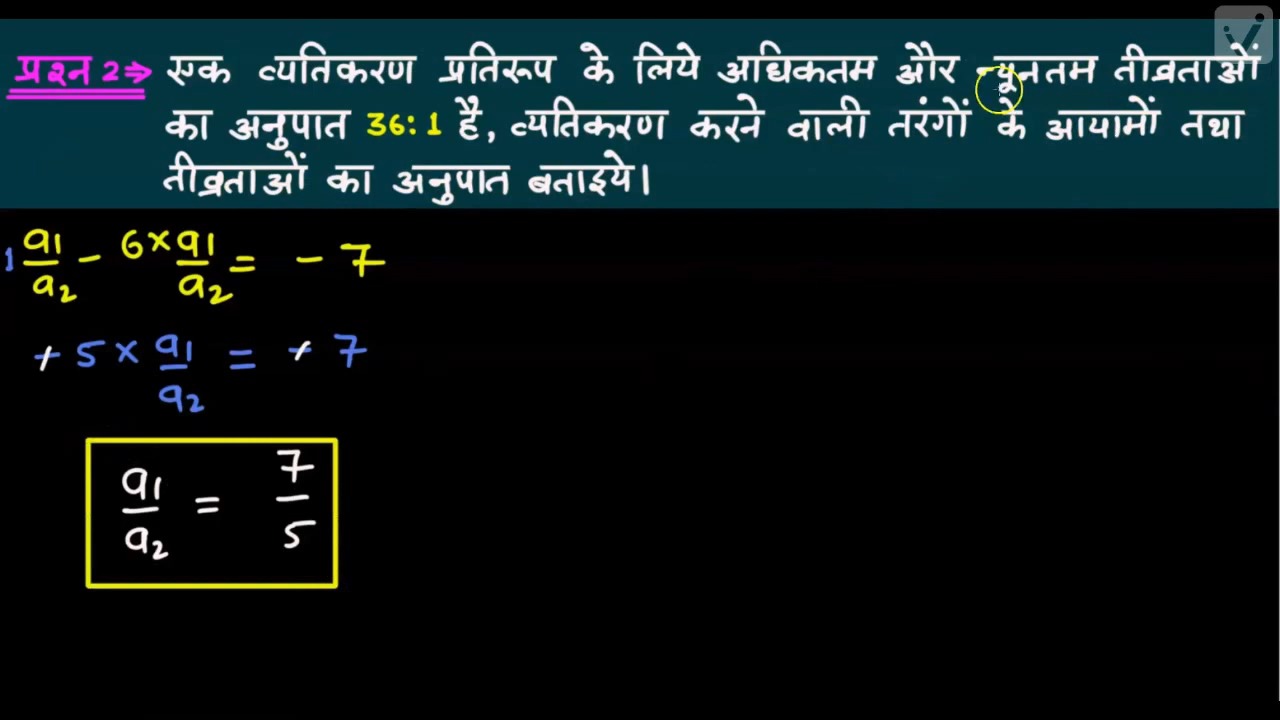 प्रश्न 2⇒ एक व्यतिकरण प्रतिरूप के लिये अधिकतम और न्यूनतम तीव्रताओं
का अनुपात 36:1 है, व्यतिकरण करने वाली तरंगों के आयामों तथा
तीव्रताओं का अनुपात बताइये।
1 a1/a2 - 6×a1/a2 = - 7
+ 5 × a1/a2 = + 7
a1/a2 = 7/5